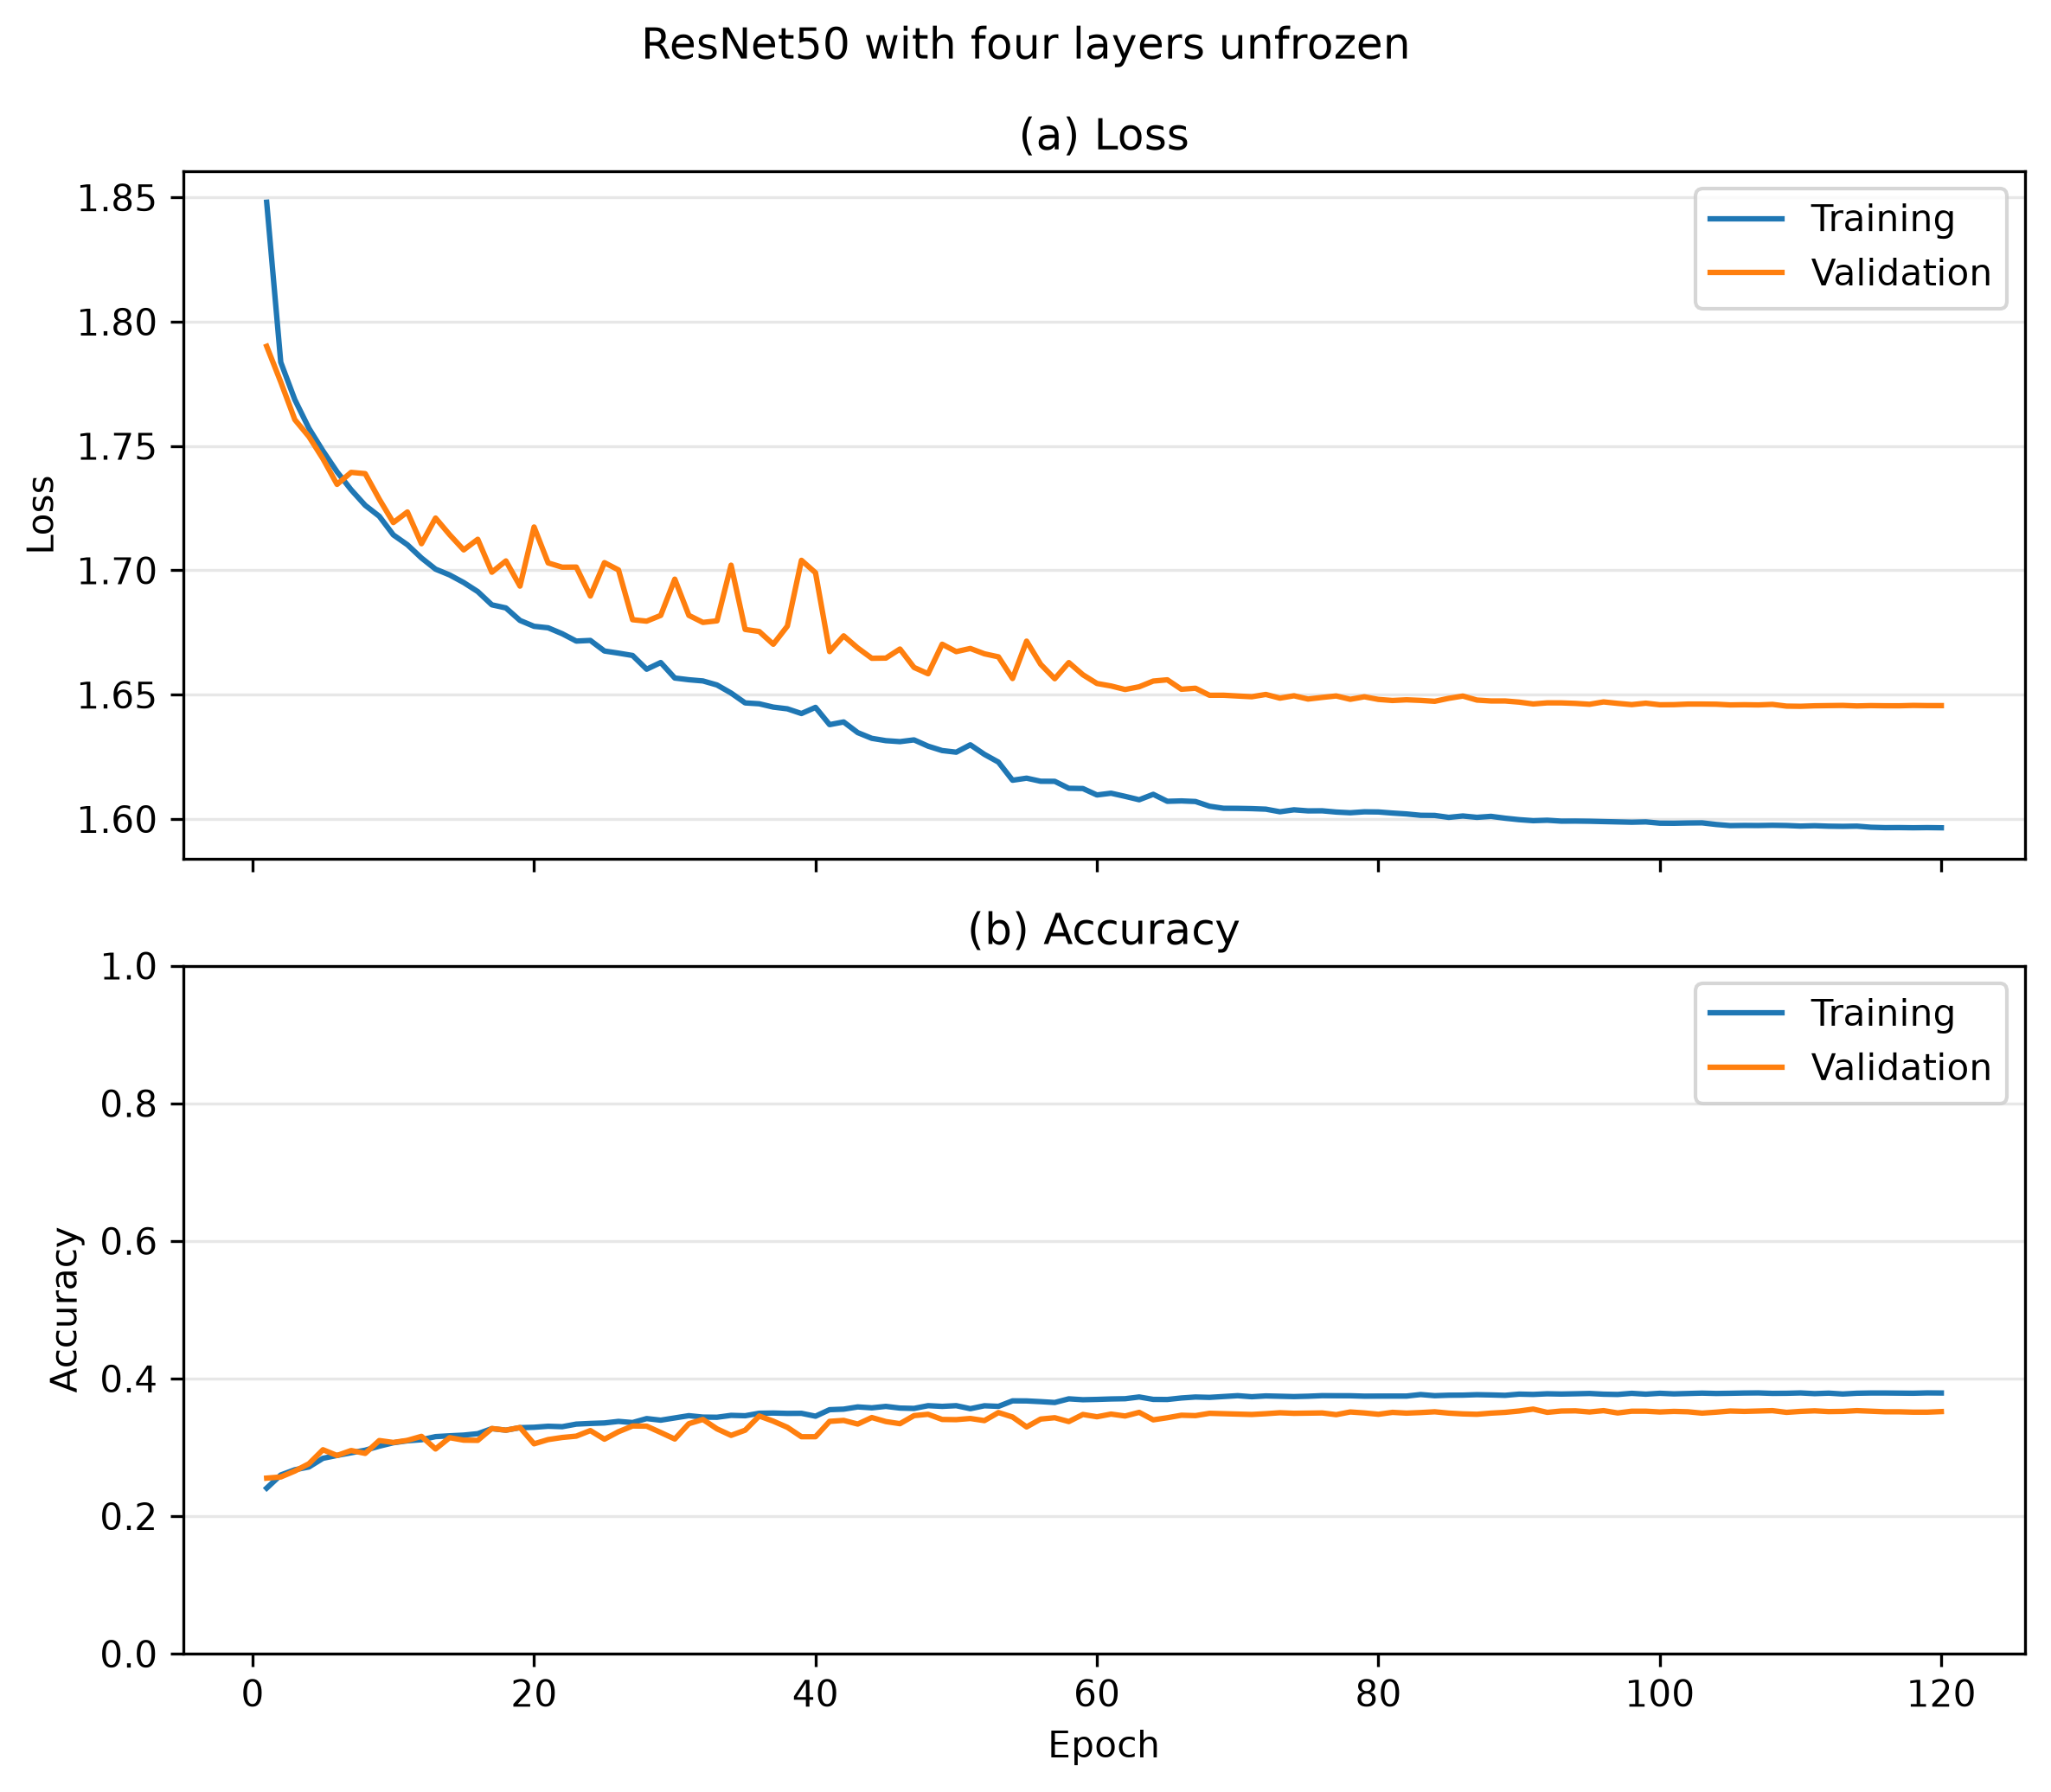 ResNet50 with four layers unfrozen
(a) Loss
1.85
1.80
1.75
1.70
1.65
1.60
Loss
Training
Validation
(b) Accuracy
1.0
0.8
0.6
0.4
0.2
0.0
Accuracy
Training
Validation
0 20 40 60 80 100 120
Epoch